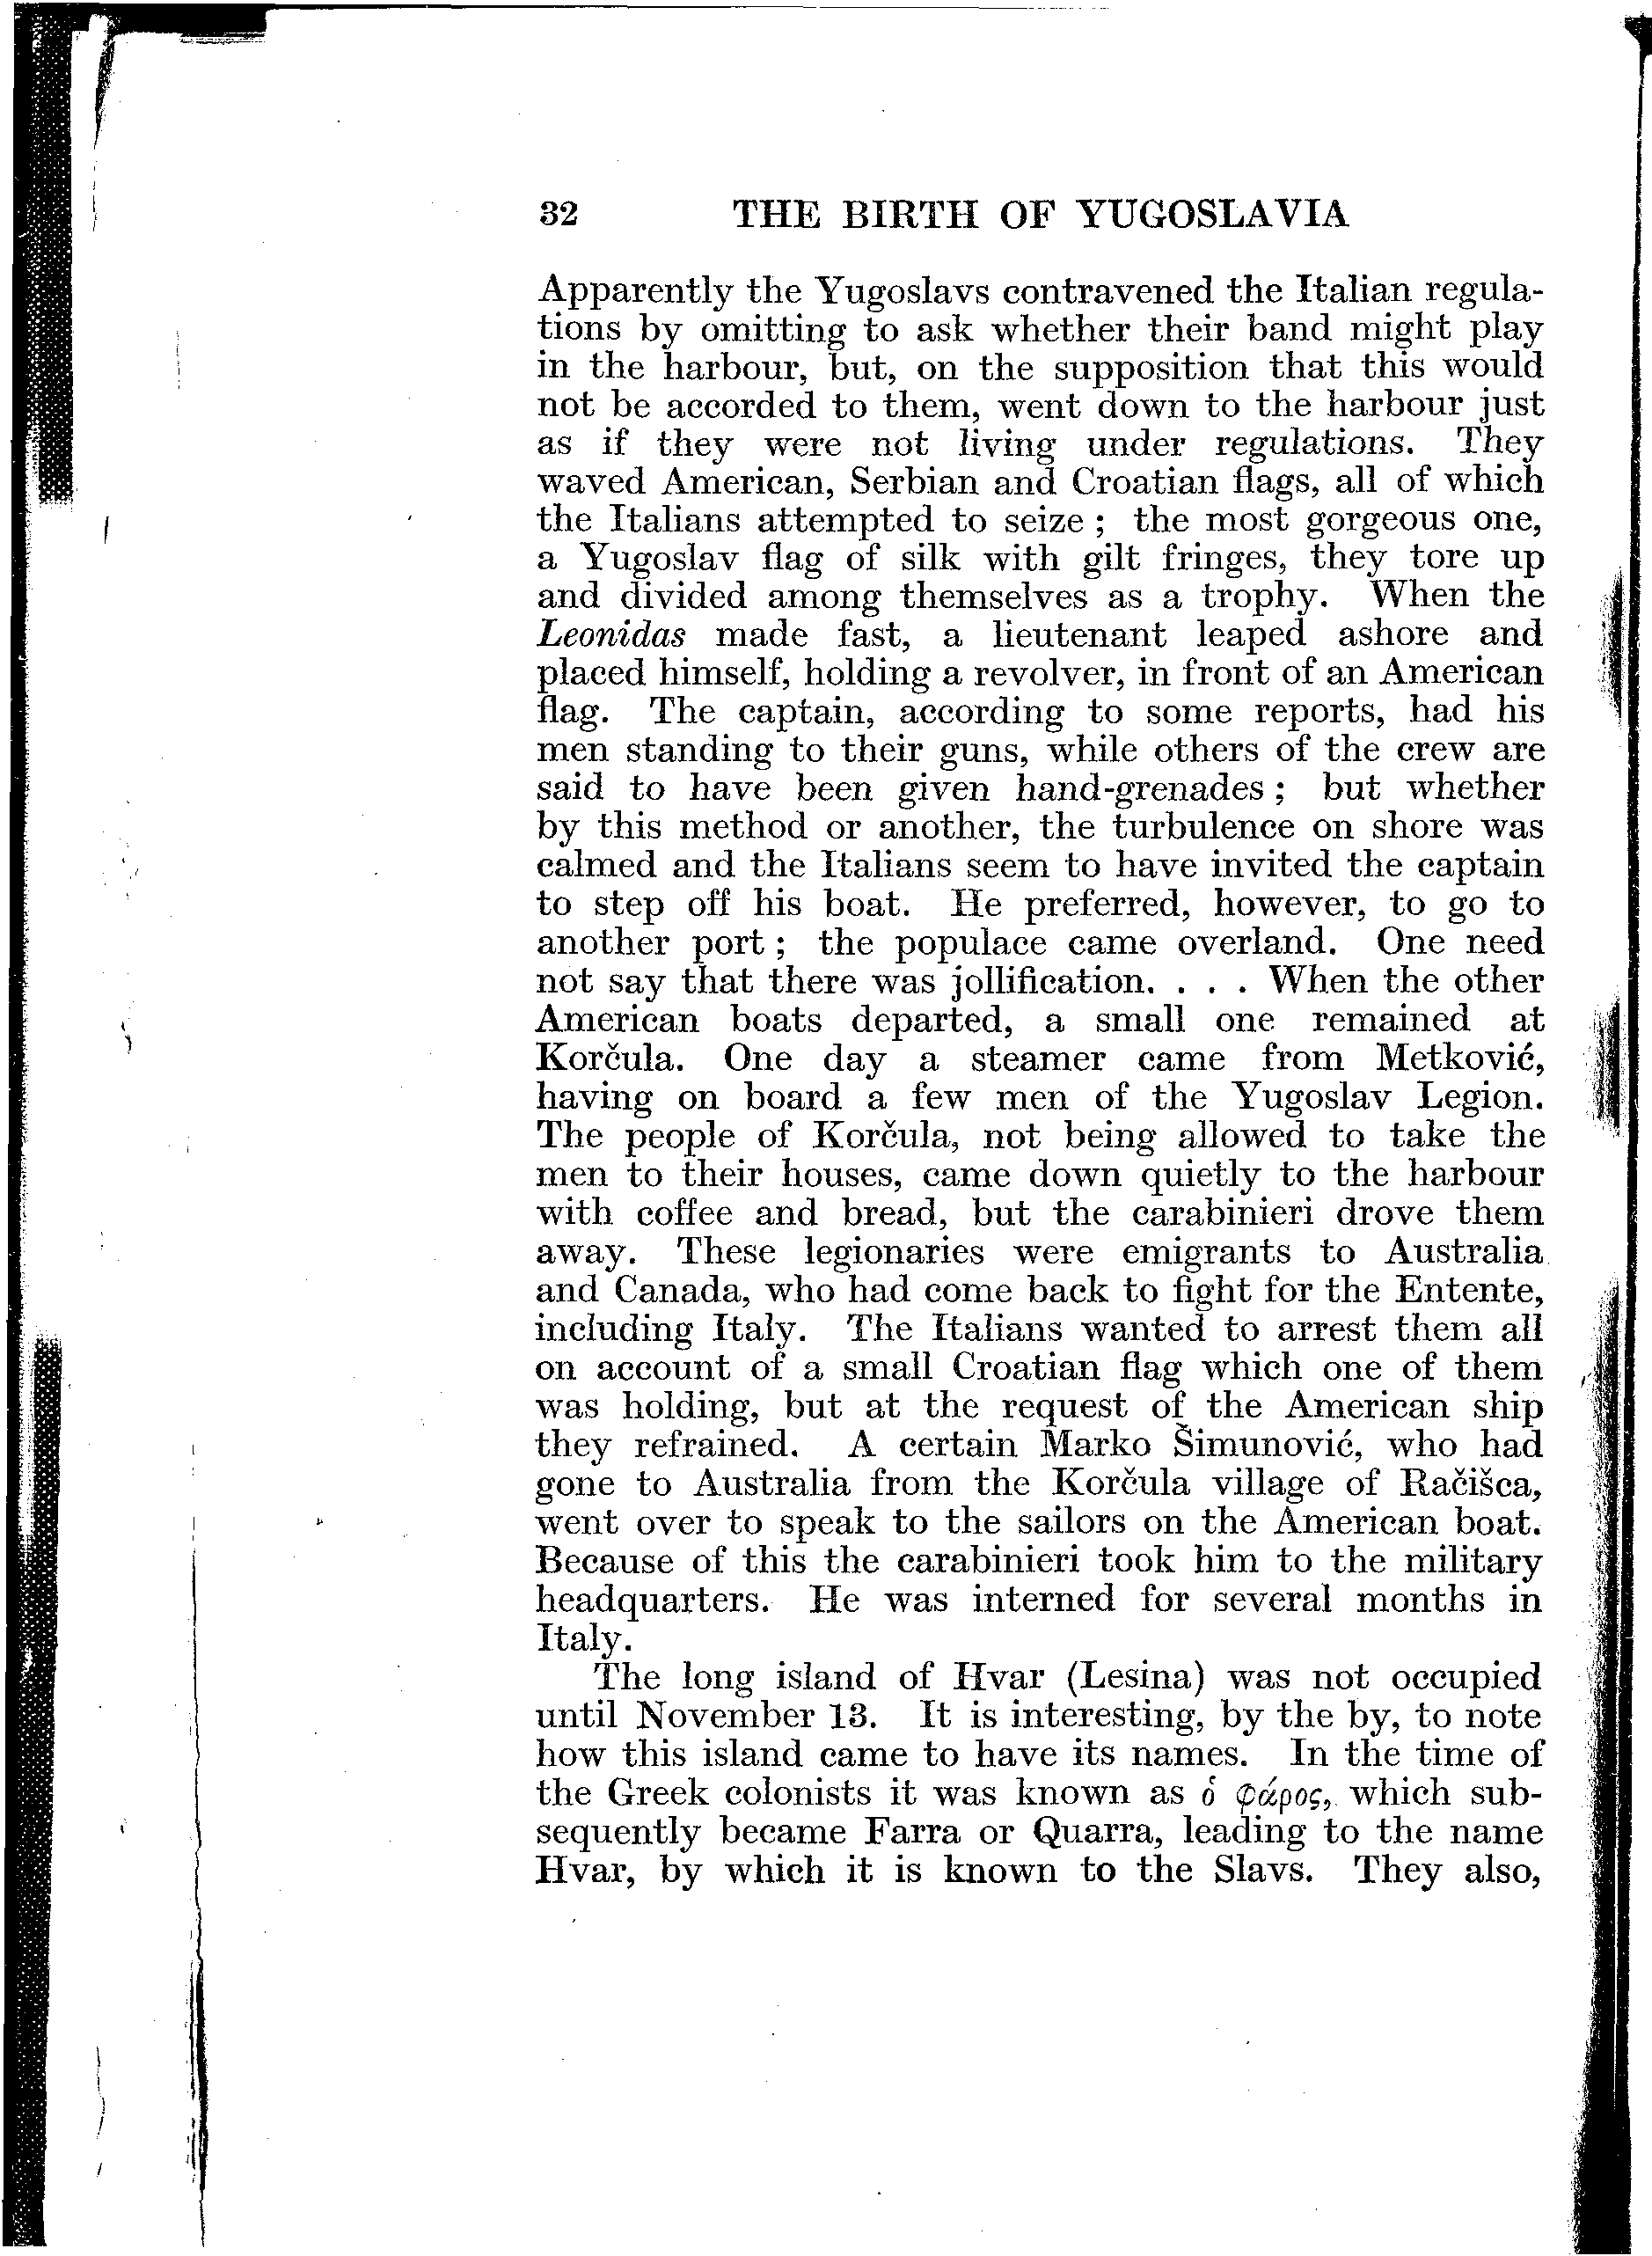 32 THE BIRTH OF YUGOSLAVIA
Apparently the Yugoslavs contravened the Italian regula-
tions by omitting to ask whether their band might play
in the harbour, but, on the supposition that this would
not be accorded to them, went down to the harbour just
as if they were not living under regulations. They
waved American, Serbian and Croatian flags, all of which
the Italians attempted to seize ; the most gorgeous one,
a Yugoslav flag of silk with gilt fringes, they tore up
and divided among themselves as a trophy. When the
Leonidas made fast, a lieutenant leaped ashore and
placed himself, holding a revolver, in front of an American
flag. The captain, according to some reports, had his
men standing to their guns, while others of the crew are
said to have been given hand-grenades ; but whether
by this method or another, the turbulence on shore was
calmed and the Italians seem to have invited the captain
to step off his boat. He preferred, however, to go to
another port ; the populace came overland. One need
not say that there was jollification. . . . When the other
American boats departed, a small one remained at
Korčula. One day a steamer came from Metković,
having on board a few men of the Yugoslav Legion.
The people of Korčula, not being allowed to take the
men to their houses, came down quietly to the harbour
with coffee and bread, but the carabinieri drove them
away. These legionaries were emigrants to Australia
and Canada, who had come back to fight for the Entente,
including Italy. The Italians wanted to arrest them all
on account of a small Croatian flag which one of them
was holding, but at the request of the American ship
they refrained. A certain Marko Šimunović, who had
gone to Australia from the Korčula village of Račišca,
went over to speak to the sailors on the American boat.
Because of this the carabinieri took him to the military
headquarters. He was interned for several months in
Italy.
The long island of Hvar (Lesina) was not occupied
until November 13. It is interesting, by the by, to note
how this island came to have its names. In the time of
the Greek colonists it was known as ὁ φάρος, which sub-
sequently became Farra or Quarra, leading to the name
Hvar, by which it is known to the Slavs. They also,